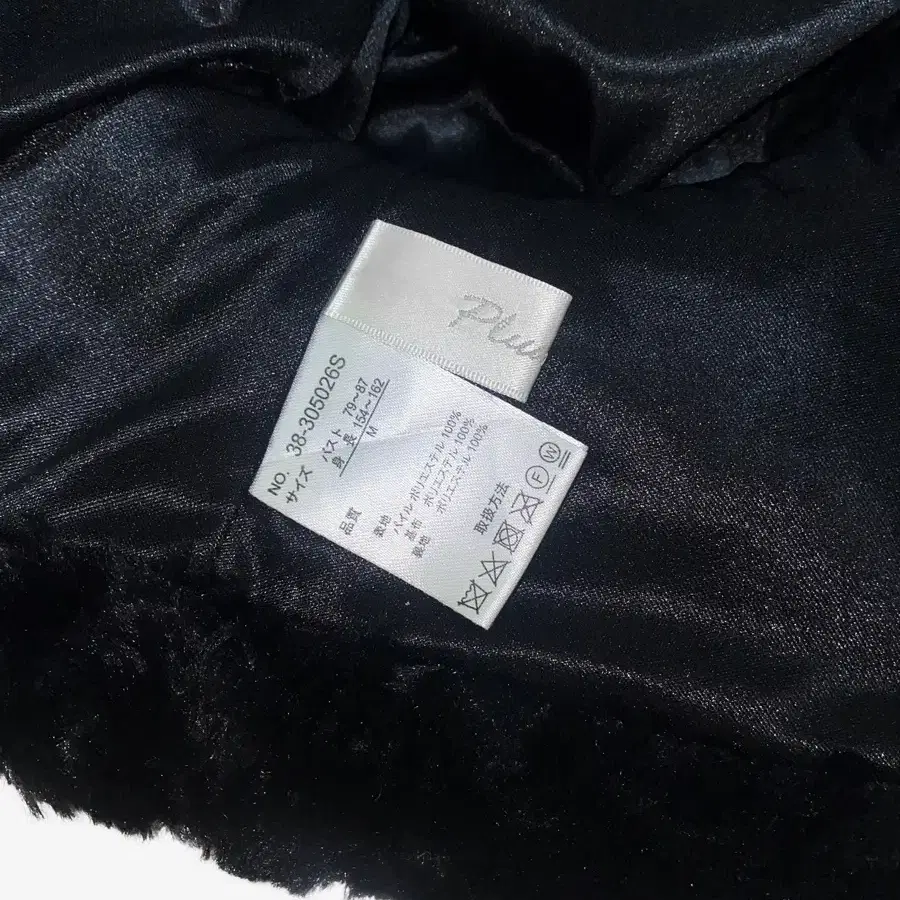 NO. 38-305026S
サイズ バスト 79～87
身 長 154～162
M
品質
表地
パイル ポリエステル 100%
基布 ポリエステル 100%
裏地 ポリエステル 100%
取扱方法
F W